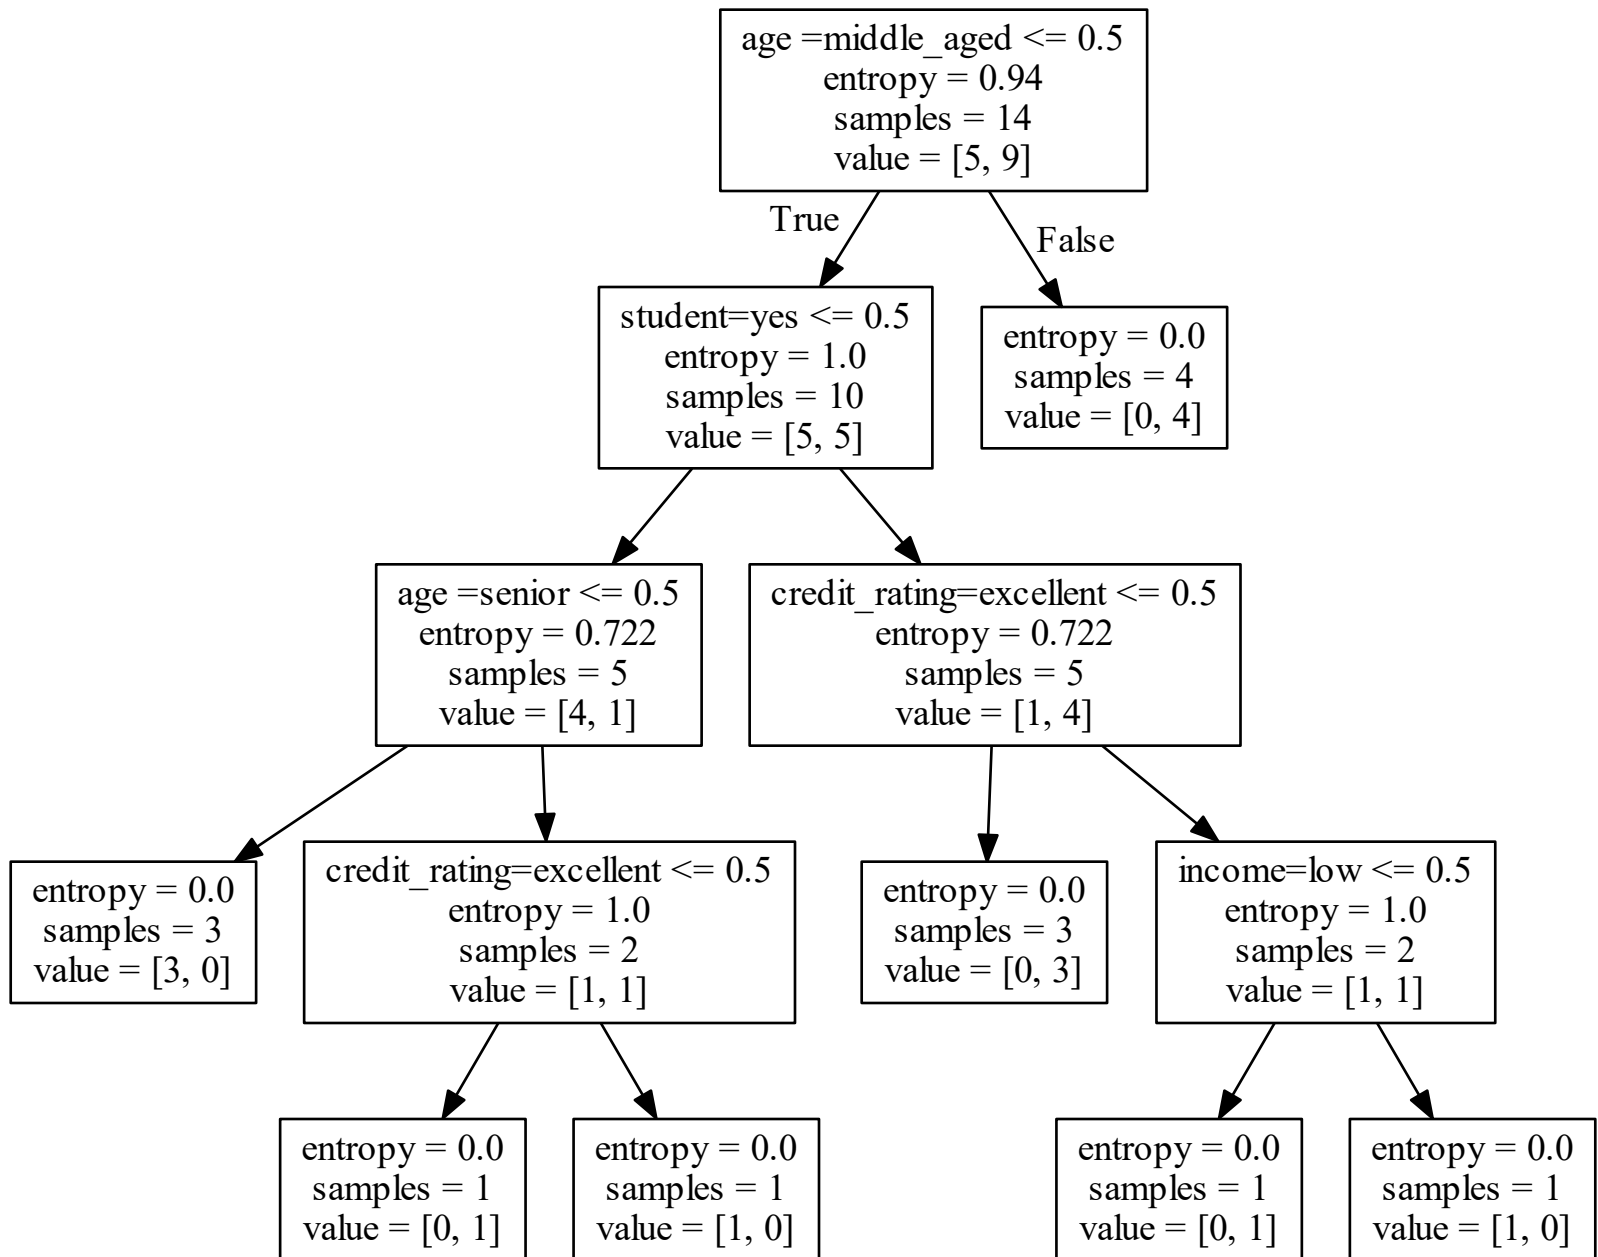 age =middle_aged <= 0.5
entropy = 0.94
samples = 14
value = [5, 9]
True
False
student=yes <= 0.5
entropy = 1.0
samples = 10
value = [5, 5]
entropy = 0.0
samples = 4
value = [0, 4]
age =senior <= 0.5
entropy = 0.722
samples = 5
value = [4, 1]
credit_rating=excellent <= 0.5
entropy = 0.722
samples = 5
value = [1, 4]
entropy = 0.0
samples = 3
value = [3, 0]
credit_rating=excellent <= 0.5
entropy = 1.0
samples = 2
value = [1, 1]
entropy = 0.0
samples = 3
value = [0, 3]
income=low <= 0.5
entropy = 1.0
samples = 2
value = [1, 1]
entropy = 0.0
samples = 1
value = [0, 1]
entropy = 0.0
samples = 1
value = [1, 0]
entropy = 0.0
samples = 1
value = [0, 1]
entropy = 0.0
samples = 1
value = [1, 0]